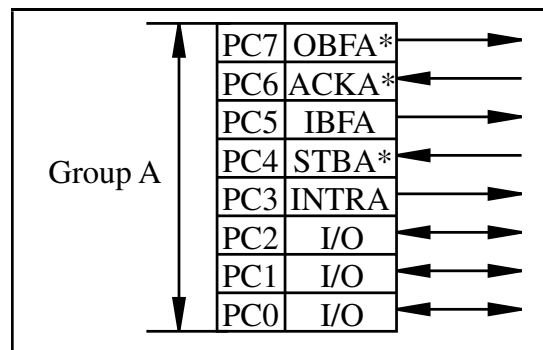 PC7 OBFA*
PC6 ACKA*
PC5 IBFA
Group A
PC4 STBA*
PC3 INTRA
PC2 I/O
PC1 I/O
PC0 I/O